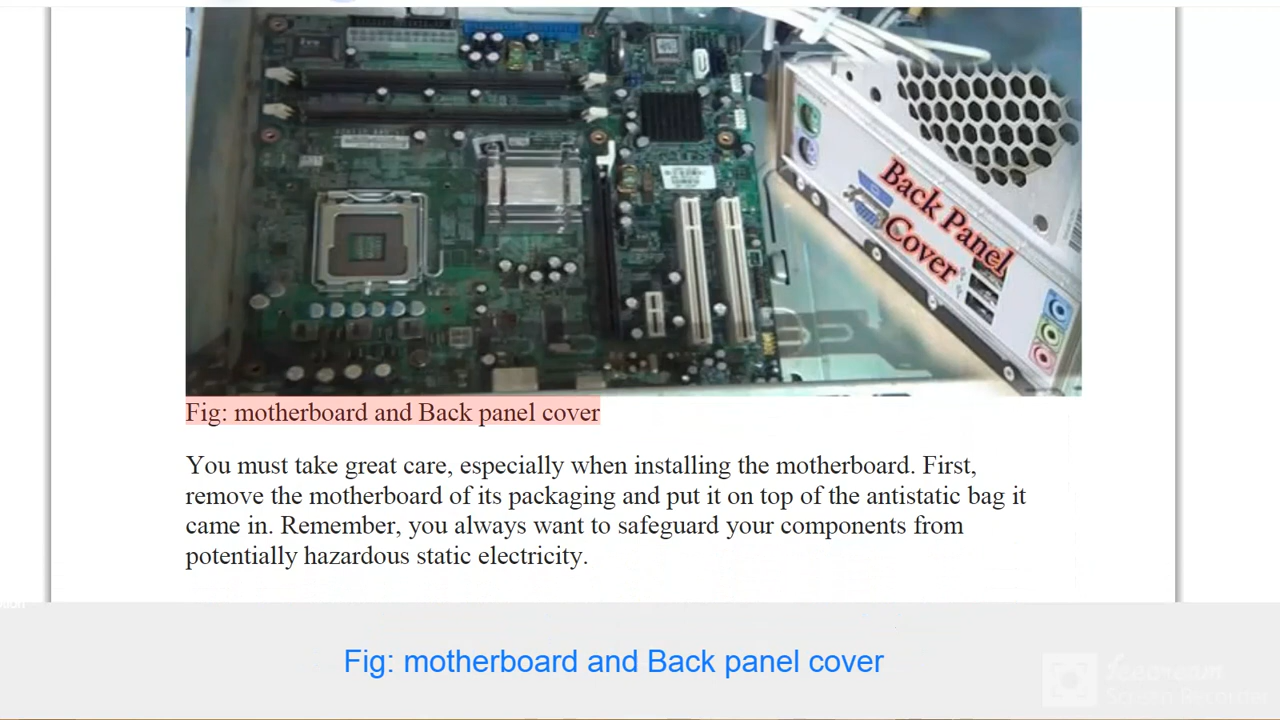 Back Panel
Cover
Fig: motherboard and Back panel cover
You must take great care, especially when installing the motherboard. First,
remove the motherboard of its packaging and put it on top of the antistatic bag it
came in. Remember, you always want to safeguard your components from
potentially hazardous static electricity.
Fig: motherboard and Back panel cover
Screen Recorder